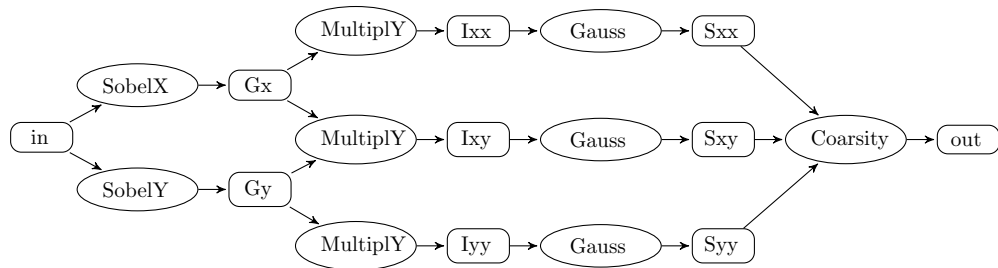 MultiplY Ixx Gauss Sxx
SobelX Gx
in MultiplY Ixy Gauss Sxy Coarsity out
SobelY Gy
MultiplY Iyy Gauss Syy